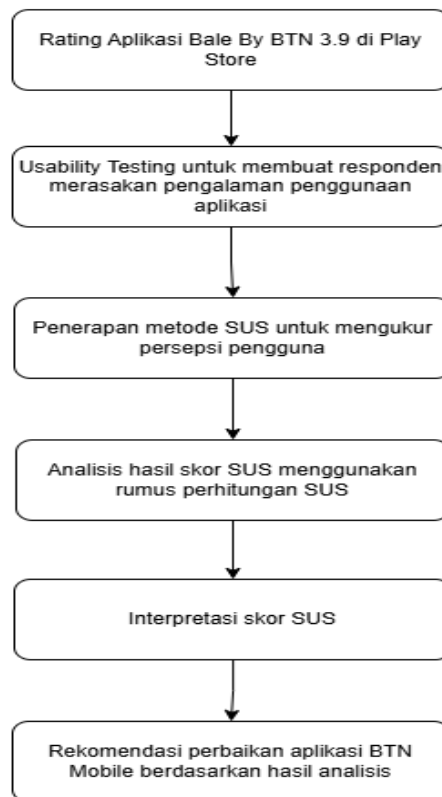 Rating Aplikasi Bale By BTN 3.9 di Play
Store
Usability Testing untuk membuat responden
merasakan pengalaman penggunaan
aplikasi
Penerapan metode SUS untuk mengukur
persepsi pengguna
Analisis hasil skor SUS menggunakan
rumus perhitungan SUS
Interpretasi skor SUS
Rekomendasi perbaikan aplikasi BTN
Mobile berdasarkan hasil analisis